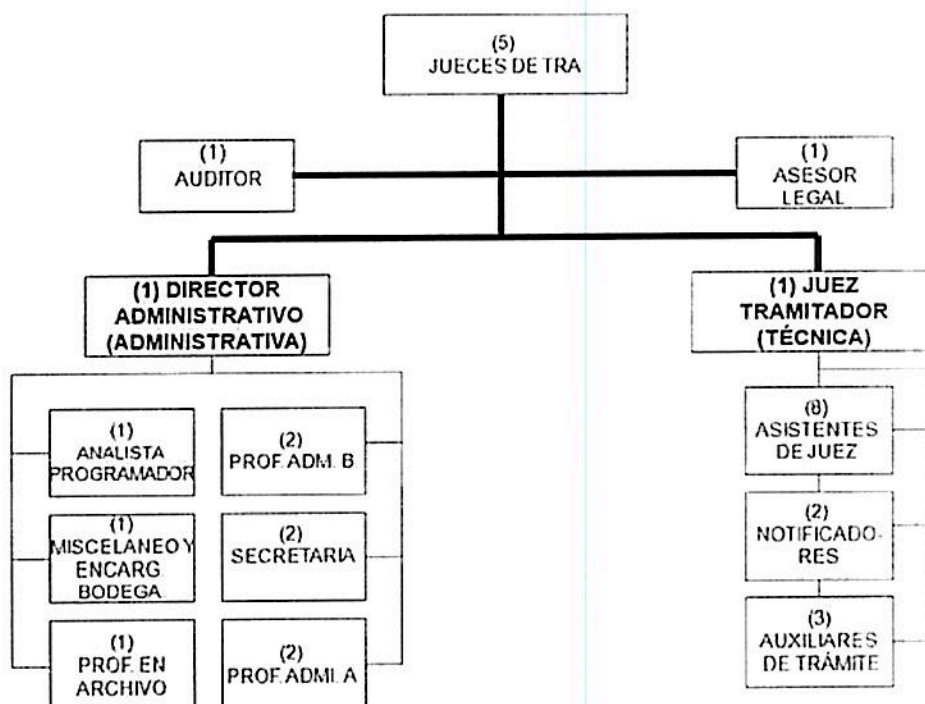 (5)
JUECES DE TRA
(1)
AUDITOR
(1)
ASESOR
LEGAL
(1) DIRECTOR
ADMINISTRATIVO
(ADMINISTRATIVA)
(1) JUEZ
TRAMITADOR
(TÉCNICA)
(1)
ANALISTA
PROGRAMADOR
(2)
PROF. ADM. B
(1)
MISCELANEO Y
ENCARG.
BODEGA
(2)
SECRETARIA
(1)
PROF. EN
ARCHIVO
(2)
PROF. ADMI. A
(8)
ASISTENTES
DE JUEZ
(2)
NOTIFICADO-
RES
(3)
AUXILIARES
DE TRÁMITE